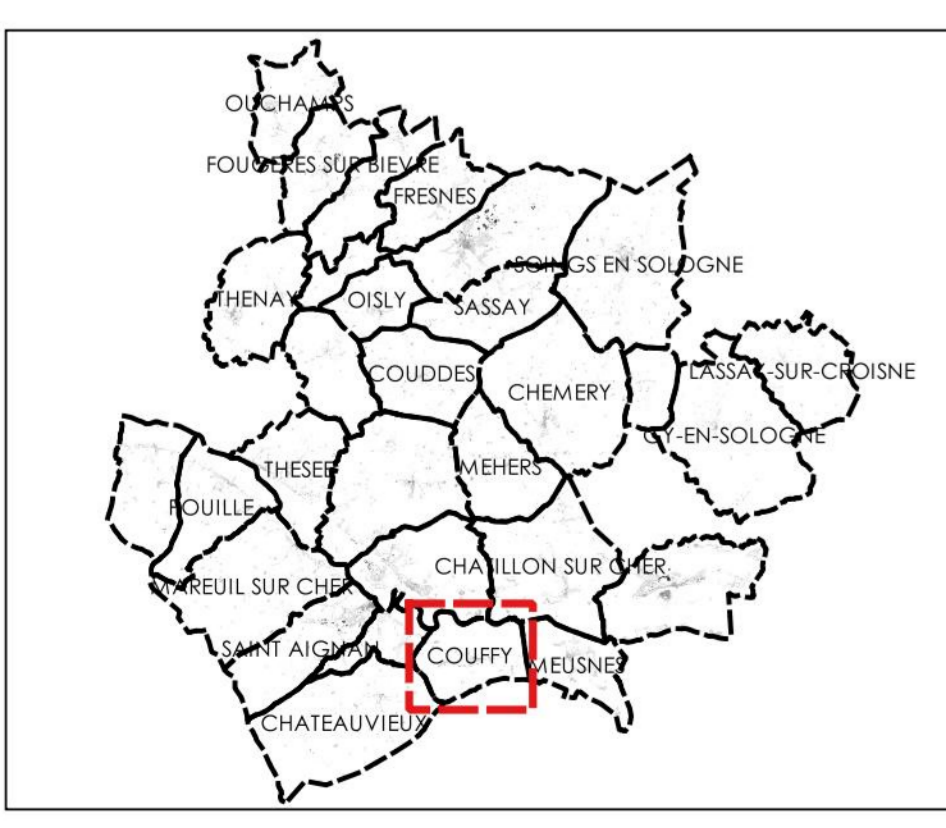 OUCHAMPS
FOUGERES SUR BIEVRE
FRESNES
SOINGS EN SOLOGNE
THENAY
OISLY
SASSAY
COUDDES
LASSAY-SUR-CROISNE
CHEMERY
GY-EN-SOLOGNE
THESEE
MEHERS
POUILLE
CHATILLON SUR CHER
MAREUIL SUR CHER
SAINT AIGNAN
COUFFY
MEUSNES
CHATEAUVIEUX